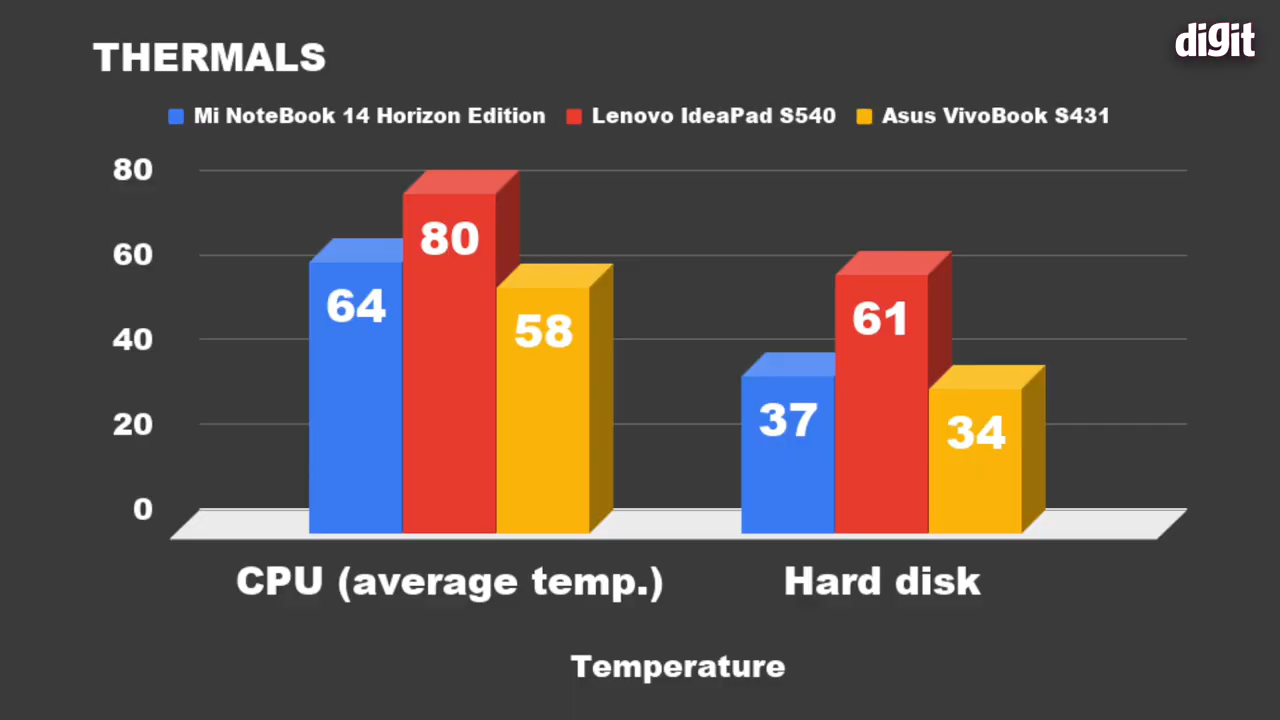 digit
THERMALS
Mi NoteBook 14 Horizon Edition Lenovo IdeaPad S540 Asus VivoBook S431
80
60
40
20
0
64
80
58
37
61
34
CPU (average temp.) Hard disk
Temperature